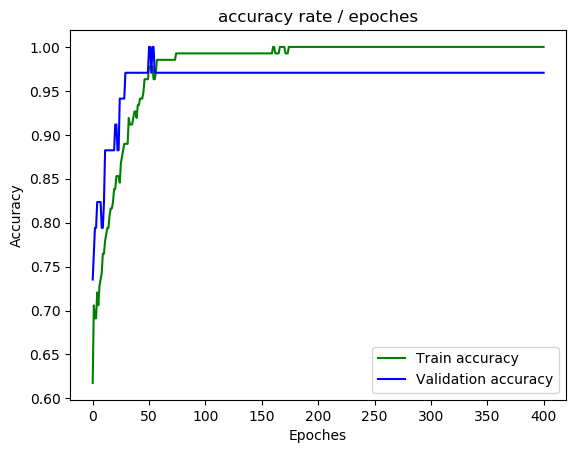 accuracy rate / epoches
1.00
0.95
0.90
0.85
0.80
0.75
0.70
0.65
0.60
Accuracy
Train accuracy
Validation accuracy
0 50 100 150 200 250 300 350 400
Epoches